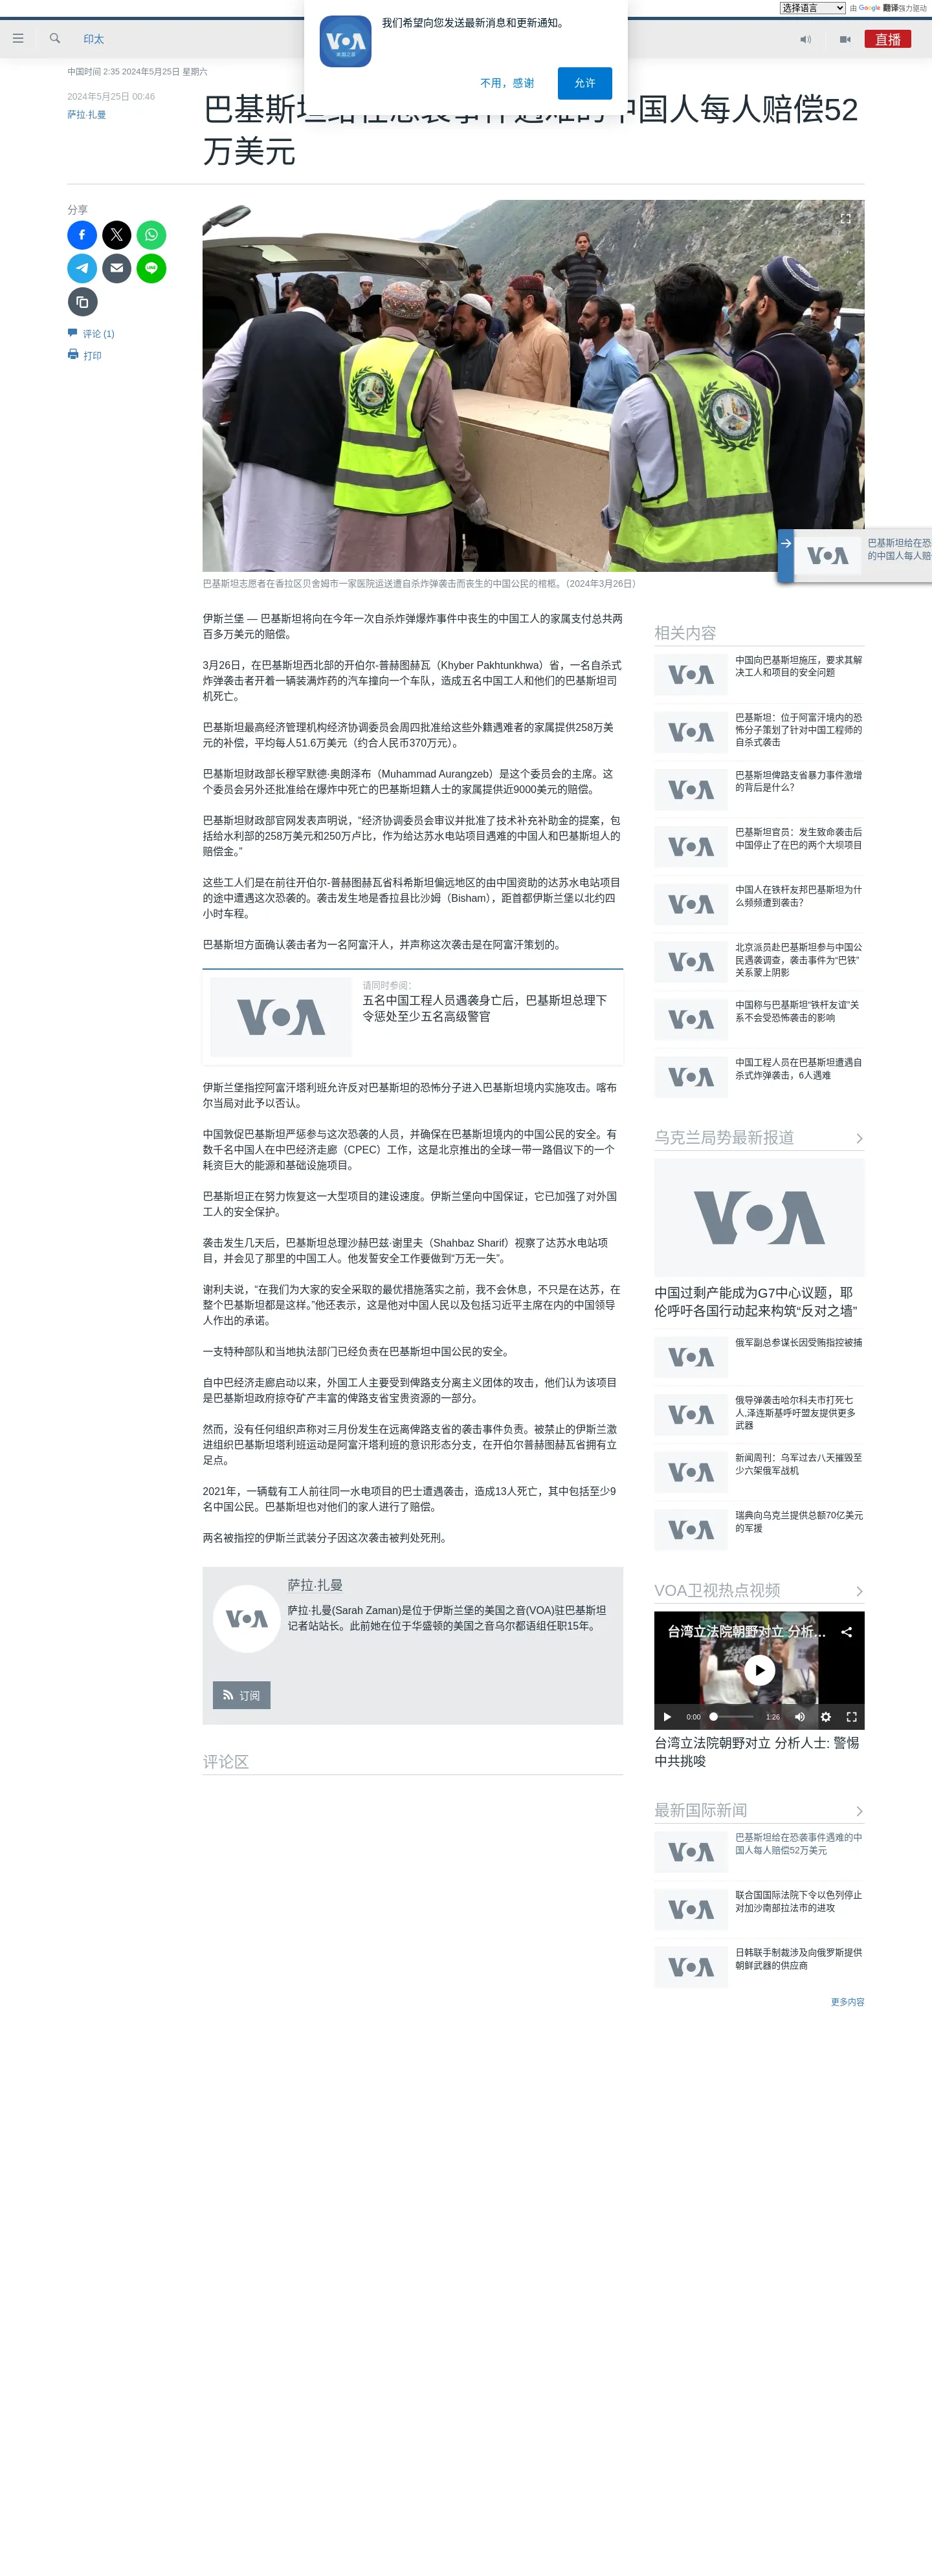 选择语言
由 Google 翻译强力驱动
我们希望向您发送最新消息和更新通知。
VOA
美国之音
不用，感谢
允许
印太
直播
中国时间 2:35 2024年5月25日 星期六
2024年5月25日 00:46
萨拉·扎曼
巴基斯坦给在恐袭事件遇难的中国人每人赔偿52
万美元
分享
评论 (1)
打印
巴基斯坦给在恐
的中国人每人赔
VOA
巴基斯坦志愿者在香拉区贝舍姆市一家医院运送遭自杀炸弹袭击而丧生的中国公民的棺柩。（2024年3月26日）
伊斯兰堡 — 巴基斯坦将向在今年一次自杀炸弹爆炸事件中丧生的中国工人的家属支付总共两
百多万美元的赔偿。
3月26日，在巴基斯坦西北部的开伯尔-普赫图赫瓦（Khyber Pakhtunkhwa）省，一名自杀式
炸弹袭击者开着一辆装满炸药的汽车撞向一个车队，造成五名中国工人和他们的巴基斯坦司
机死亡。
巴基斯坦最高经济管理机构经济协调委员会周四批准给这些外籍遇难者的家属提供258万美
元的补偿，平均每人51.6万美元（约合人民币370万元）。
巴基斯坦财政部长穆罕默德·奥朗泽布（Muhammad Aurangzeb）是这个委员会的主席。这
个委员会另外还批准给在爆炸中死亡的巴基斯坦籍人士的家属提供近9000美元的赔偿。
巴基斯坦财政部官网发表声明说，“经济协调委员会审议并批准了技术补充补助金的提案，包
括给水利部的258万美元和250万卢比，作为给达苏水电站项目遇难的中国人和巴基斯坦人的
赔偿金。”
这些工人们是在前往开伯尔-普赫图赫瓦省科希斯坦偏远地区的由中国资助的达苏水电站项目
的途中遭遇这次恐袭的。袭击发生地是香拉县比沙姆（Bisham），距首都伊斯兰堡以北约四
小时车程。
巴基斯坦方面确认袭击者为一名阿富汗人，并声称这次袭击是在阿富汗策划的。
VOA
请同时参阅：
五名中国工程人员遇袭身亡后，巴基斯坦总理下
令惩处至少五名高级警官
伊斯兰堡指控阿富汗塔利班允许反对巴基斯坦的恐怖分子进入巴基斯坦境内实施攻击。喀布
尔当局对此予以否认。
中国敦促巴基斯坦严惩参与这次恐袭的人员，并确保在巴基斯坦境内的中国公民的安全。有
数千名中国人在中巴经济走廊（CPEC）工作，这是北京推出的全球一带一路倡议下的一个
耗资巨大的能源和基础设施项目。
巴基斯坦正在努力恢复这一大型项目的建设速度。伊斯兰堡向中国保证，它已加强了对外国
工人的安全保护。
袭击发生几天后，巴基斯坦总理沙赫巴兹·谢里夫（Shahbaz Sharif）视察了达苏水电站项
目，并会见了那里的中国工人。他发誓安全工作要做到“万无一失”。
谢利夫说，“在我们为大家的安全采取的最优措施落实之前，我不会休息，不只是在达苏，在
整个巴基斯坦都是这样。”他还表示，这是他对中国人民以及包括习近平主席在内的中国领导
人作出的承诺。
一支特种部队和当地执法部门已经负责在巴基斯坦中国公民的安全。
自中巴经济走廊启动以来，外国工人主要受到俾路支分离主义团体的攻击，他们认为该项目
是巴基斯坦政府掠夺矿产丰富的俾路支省宝贵资源的一部分。
然而，没有任何组织声称对三月份发生在远离俾路支省的袭击事件负责。被禁止的伊斯兰激
进组织巴基斯坦塔利班运动是阿富汗塔利班的意识形态分支，在开伯尔普赫图赫瓦省拥有立
足点。
2021年，一辆载有工人前往同一水电项目的巴士遭遇袭击，造成13人死亡，其中包括至少9
名中国公民。巴基斯坦也对他们的家人进行了赔偿。
两名被指控的伊斯兰武装分子因这次袭击被判处死刑。
VOA
萨拉·扎曼
萨拉·扎曼(Sarah Zaman)是位于伊斯兰堡的美国之音(VOA)驻巴基斯坦
记者站站长。此前她在位于华盛顿的美国之音乌尔都语组任职15年。
订阅
评论区
相关内容
VOA
中国向巴基斯坦施压，要求其解
决工人和项目的安全问题
VOA
巴基斯坦：位于阿富汗境内的恐
怖分子策划了针对中国工程师的
自杀式袭击
VOA
巴基斯坦俾路支省暴力事件激增
的背后是什么？
VOA
巴基斯坦官员：发生致命袭击后
中国停止了在巴的两个大坝项目
VOA
中国人在铁杆友邦巴基斯坦为什
么频频遭到袭击？
VOA
北京派员赴巴基斯坦参与中国公
民遇袭调查，袭击事件为“巴铁”
关系蒙上阴影
VOA
中国称与巴基斯坦“铁杆友谊”关
系不会受恐怖袭击的影响
VOA
中国工程人员在巴基斯坦遭遇自
杀式炸弹袭击，6人遇难
乌克兰局势最新报道
VOA
中国过剩产能成为G7中心议题，耶
伦呼吁各国行动起来构筑“反对之墙”
VOA
俄军副总参谋长因受贿指控被捕
VOA
俄导弹袭击哈尔科夫市打死七
人,泽连斯基呼吁盟友提供更多
武器
VOA
新闻周刊：乌军过去八天摧毁至
少六架俄军战机
VOA
瑞典向乌克兰提供总额70亿美元
的军援
VOA卫视热点视频
台湾立法院朝野对立 分析...
0:00
1:26
台湾立法院朝野对立 分析人士: 警惕
中共挑唆
最新国际新闻
VOA
巴基斯坦给在恐袭事件遇难的中
国人每人赔偿52万美元
VOA
联合国国际法院下令以色列停止
对加沙南部拉法市的进攻
VOA
日韩联手制裁涉及向俄罗斯提供
朝鲜武器的供应商
更多内容